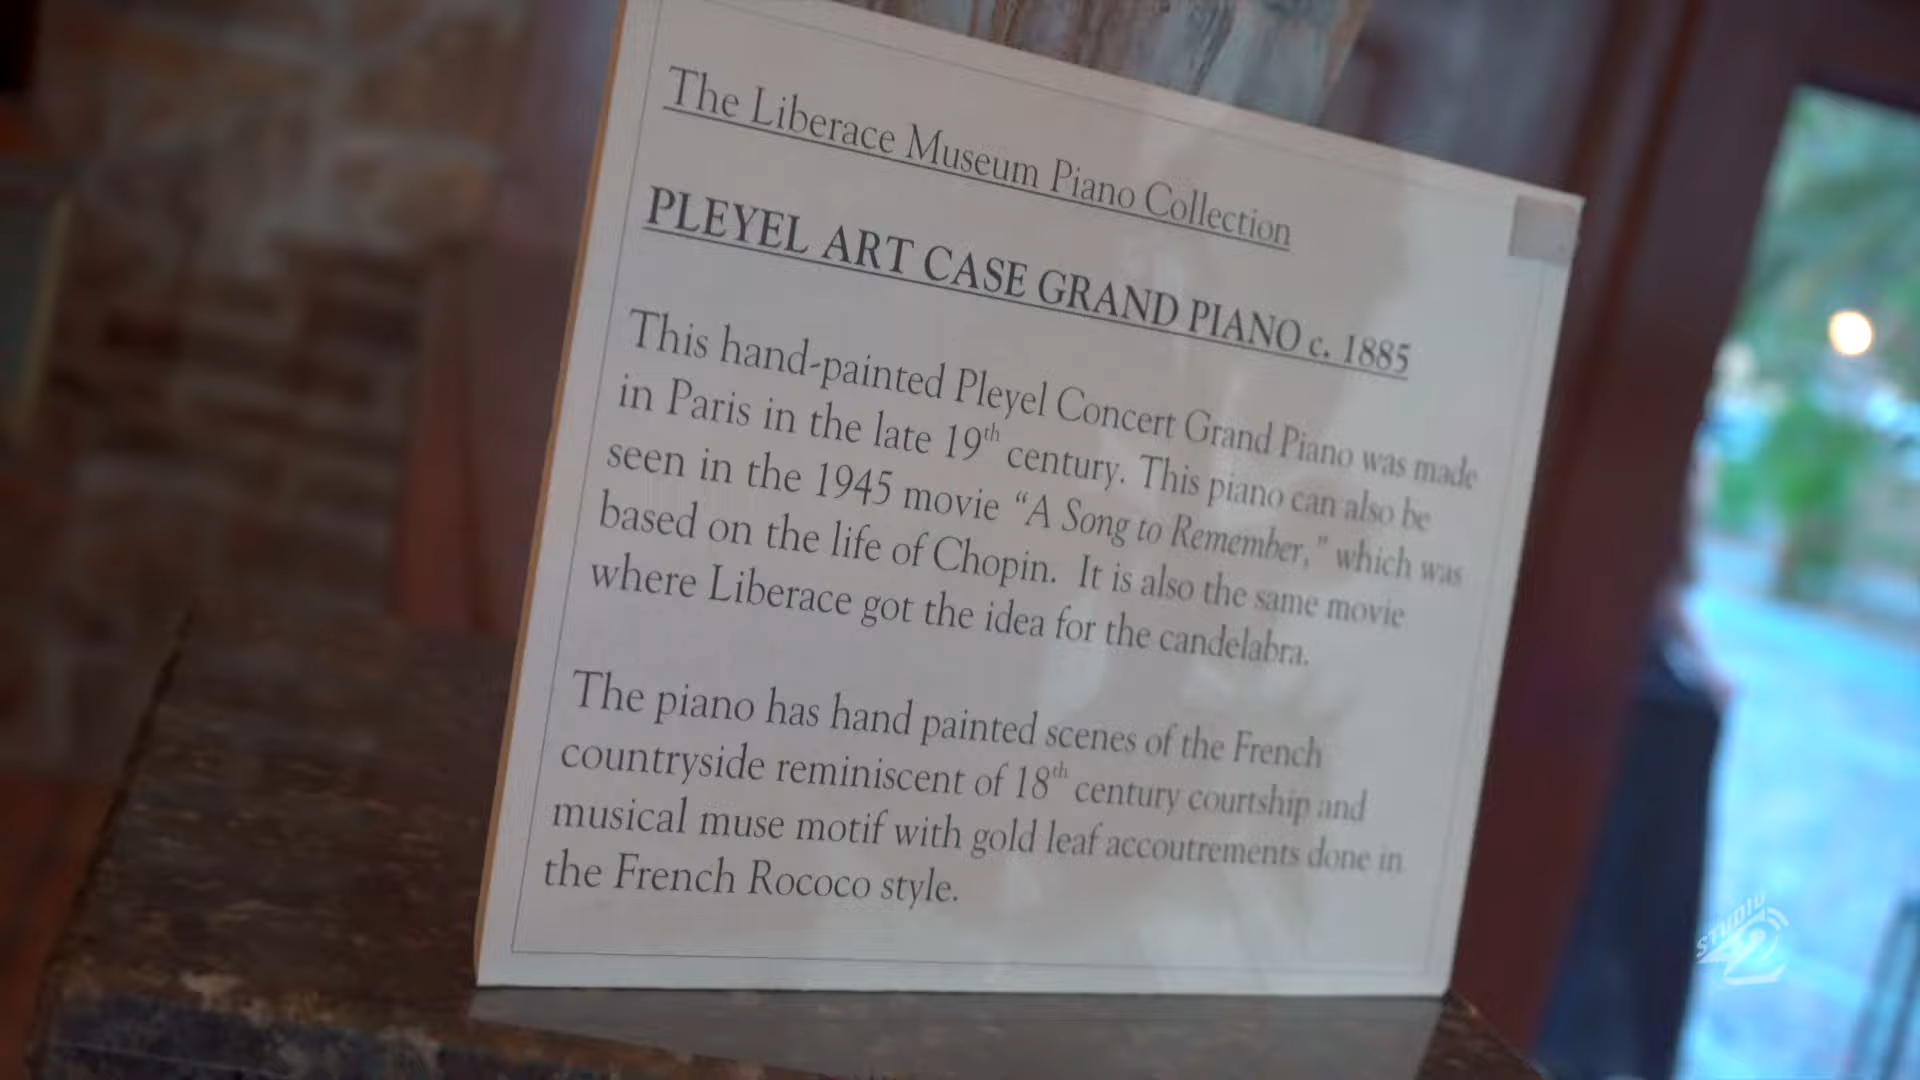 The Liberace Museum Piano Collection
PLEYEL ART CASE GRAND PIANO c. 1885
This hand-painted Pleyel Concert Grand Piano was made
in Paris in the late 19th century. This piano can also be
seen in the 1945 movie “A Song to Remember,” which was
based on the life of Chopin. It is also the same movie
where Liberace got the idea for the candelabra.
The piano has hand painted scenes of the French
countryside reminiscent of 18th century courtship and
musical muse motif with gold leaf accoutrements done in
the French Rococo style.
STUDIO
2